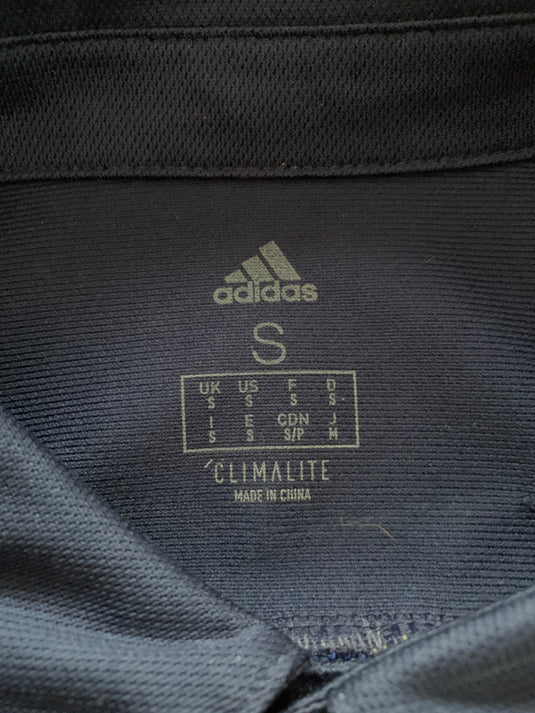 adidas
S
UK US F D
S S S S
I E CDN J
S S S/P M
CLIMALITE
MADE IN CHINA